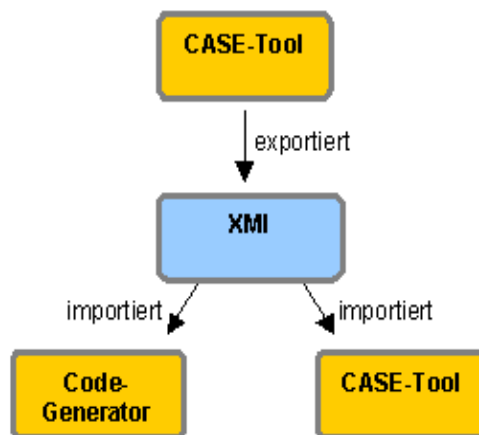 CASE-Tool
exportiert
XMI
importiert
importiert
Code-
Generator
CASE-Tool